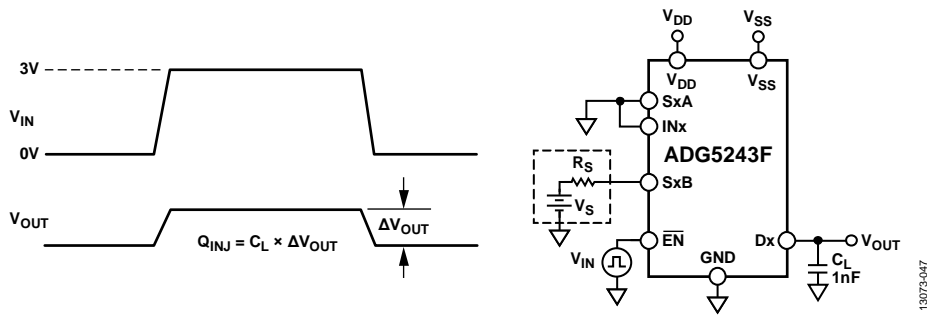 3V
V_IN
0V
V_OUT
ΔV_OUT
Q_INJ = C_L × ΔV_OUT
V_DD
V_SS
V_DD
V_SS
SxA
INx
ADG5243F
R_S
SxB
V_S
EN
V_IN
GND
Dx
V_OUT
C_L
1nF
13073-047